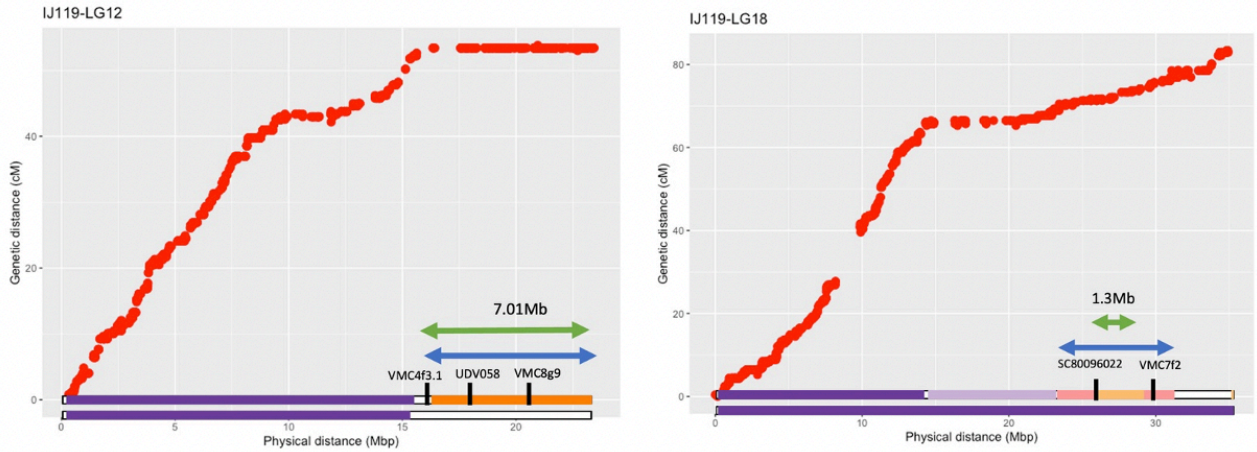 IJ119-LG12
Genetic distance (cM)
40
20
0
7.01Mb
VMC4f3.1 UDV058 VMC8g9
0 5 10 15 20
Physical distance (Mbp)
IJ119-LG18
Genetic distance (cM)
80
60
40
20
0
1.3Mb
SC80096022 VMC7f2
0 10 20 30
Physical distance (Mbp)